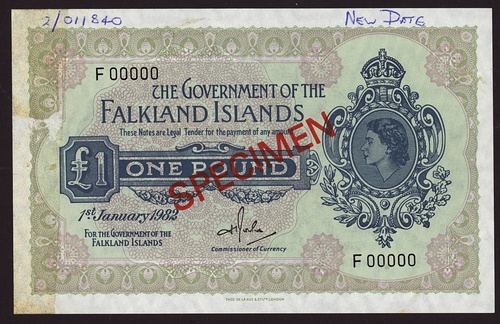 2/011840
NEW DATE
F 00000
THE GOVERNMENT OF THE
FALKLAND ISLANDS
These Notes are Legal Tender for the payment of any amount
SPECIMEN
£1 ONE POUND
1st January 1982
FOR THE GOVERNMENT OF THE
FALKLAND ISLANDS
Commissioner of Currency
F 00000